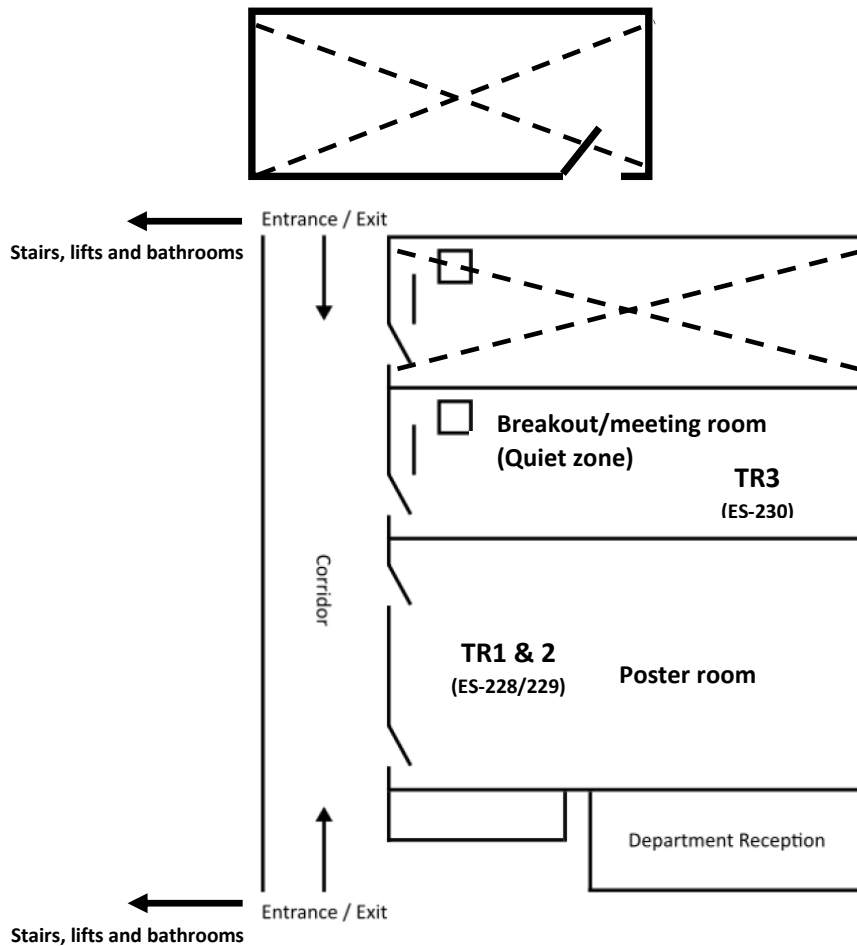 Entrance / Exit
Stairs, lifts and bathrooms
Breakout/meeting room
(Quiet zone)
TR3
(ES-230)
Corridor
TR1 & 2
(ES-228/229)
Poster room
Department Reception
Entrance / Exit
Stairs, lifts and bathrooms